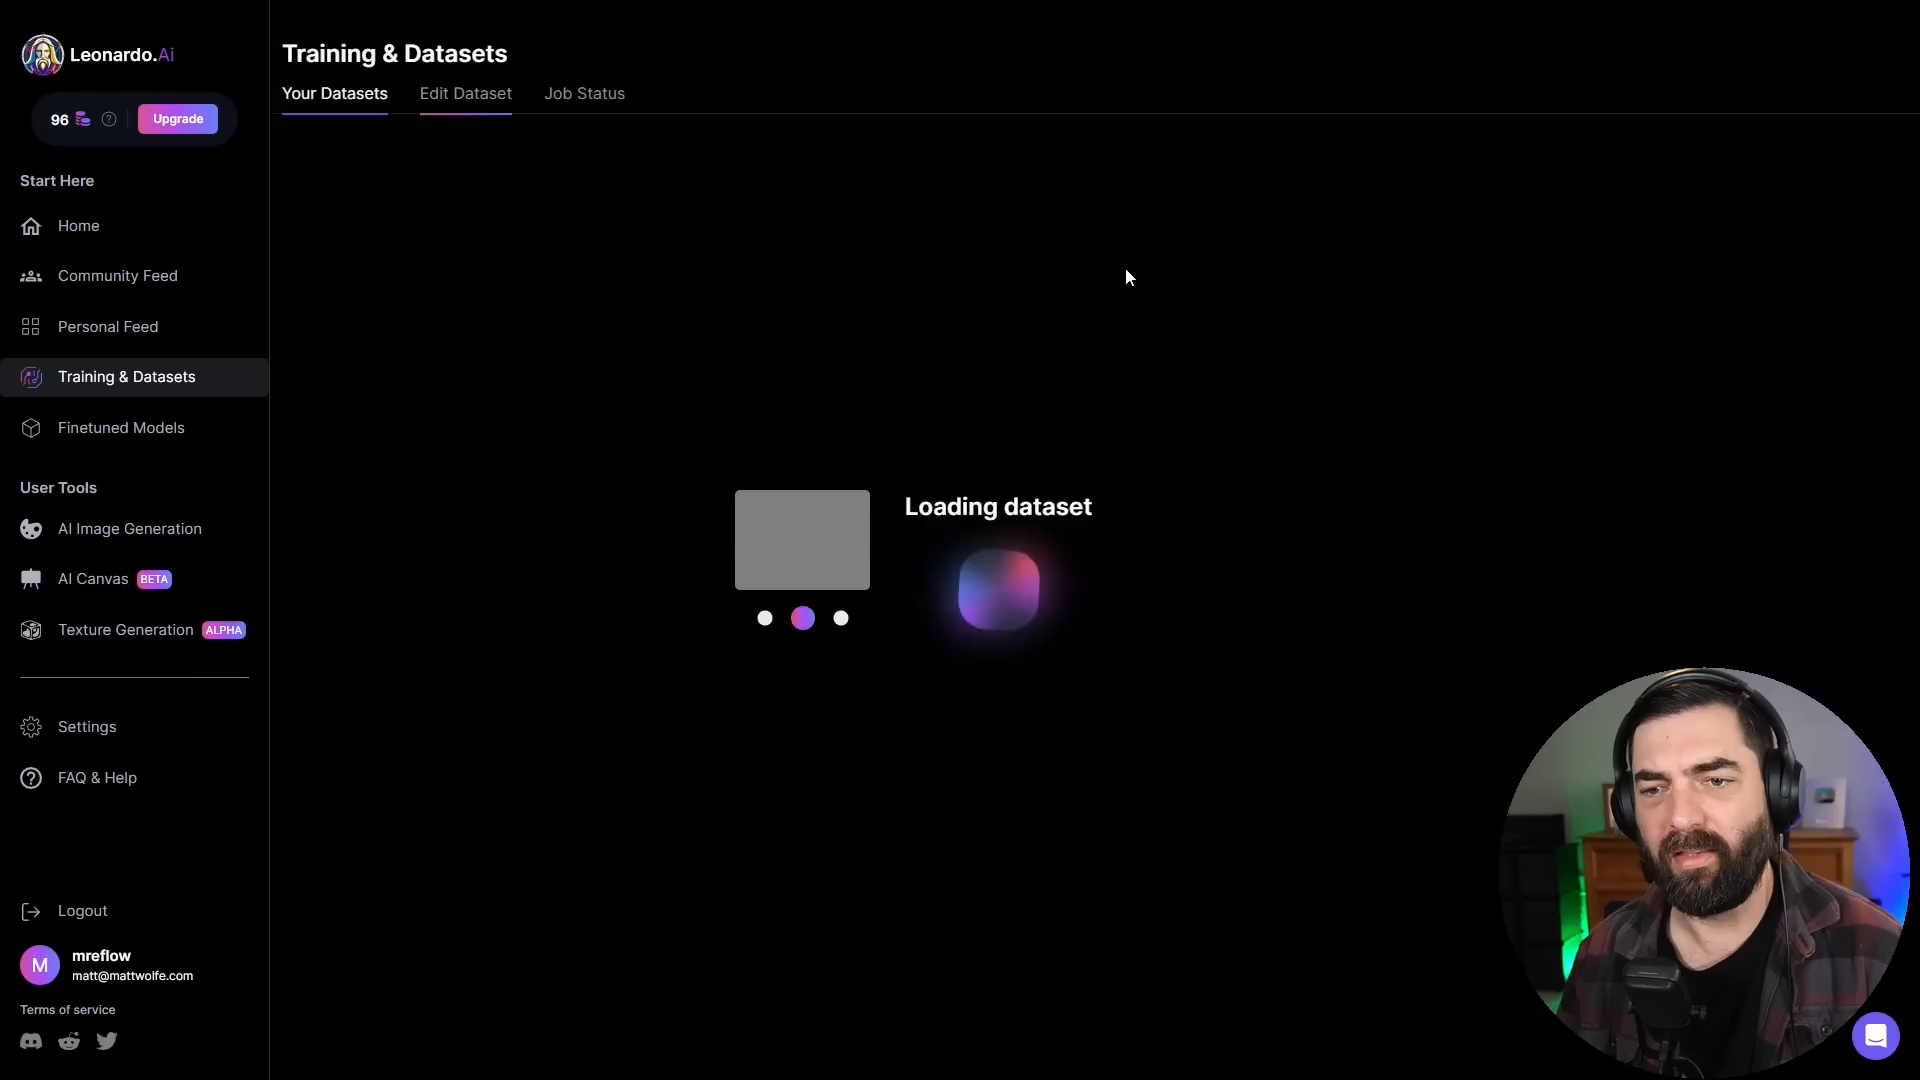 Leonardo.Ai
96
?
Upgrade
Start Here
Home
Community Feed
Personal Feed
Training & Datasets
Finetuned Models
User Tools
AI Image Generation
AI Canvas BETA
Texture Generation ALPHA
Settings
FAQ & Help
Logout
M
mreflow
matt@mattwolfe.com
Terms of service
Training & Datasets
Your Datasets Edit Dataset Job Status
Loading dataset